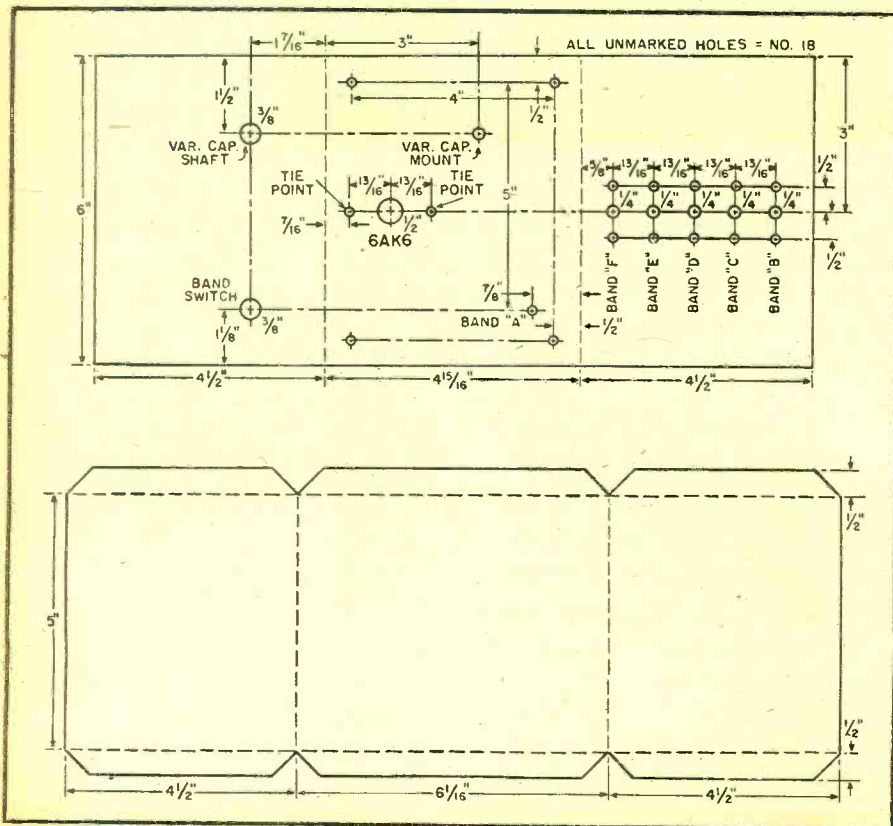 1 7/16"
3"
ALL UNMARKED HOLES = NO. 18
6"
1 1/2"
3/8"
VAR. CAP.
SHAFT
VAR. CAP.
MOUNT
4"
1/2"
3"
5/8"
13/16"
13/16"
13/16"
13/16"
1/2"
TIE
POINT
13/16"
13/16"
TIE
POINT
5"
1/4"
1/4"
1/4"
1/4"
1/4"
7/16"
1/2"
6AK6
1/2"
BAND "F"
BAND "E"
BAND "D"
BAND "C"
BAND "B"
BAND
SWITCH
3/8"
1 1/8"
7/8"
BAND "A"
1/2"
4 1/2"
4 15/16"
4 1/2"
1/2"
5"
1/2"
4 1/2"
6 1/16"
4 1/2"